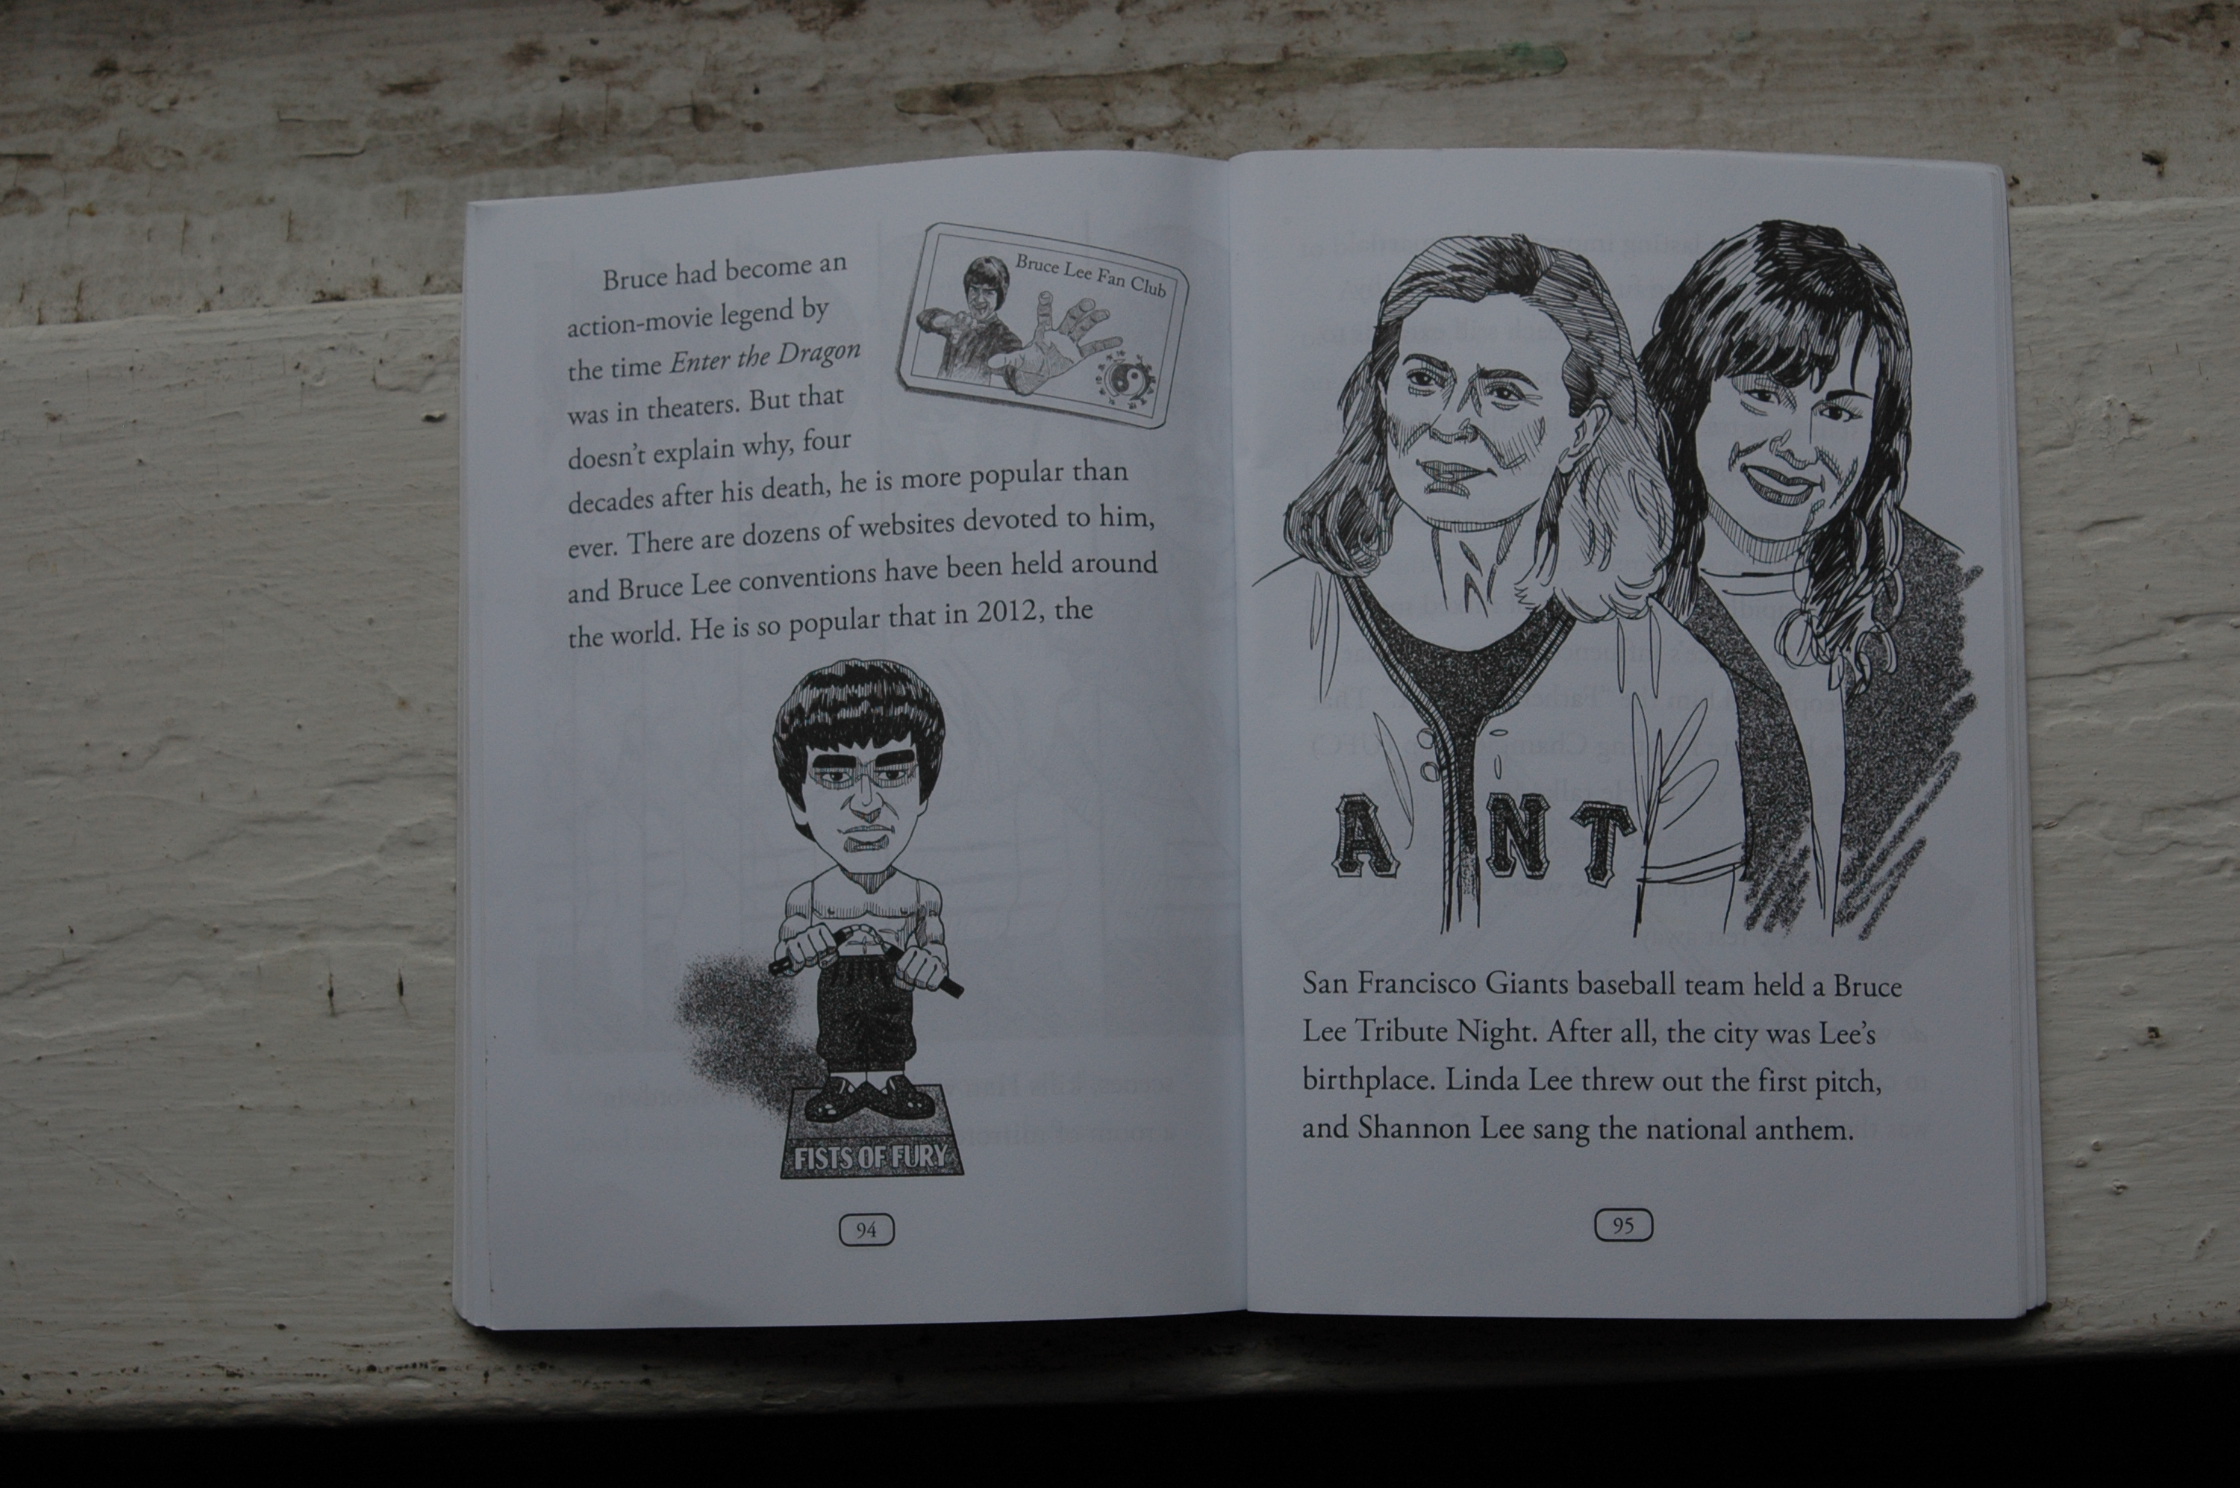 Bruce had become an
action-movie legend by
the time Enter the Dragon
was in theaters. But that
doesn't explain why, four
decades after his death, he is more popular than
ever. There are dozens of websites devoted to him,
and Bruce Lee conventions have been held around
the world. He is so popular that in 2012, the
Bruce Lee Fan Club
FISTS OF FURY
94
A NT
San Francisco Giants baseball team held a Bruce
Lee Tribute Night. After all, the city was Lee's
birthplace. Linda Lee threw out the first pitch,
and Shannon Lee sang the national anthem.
95